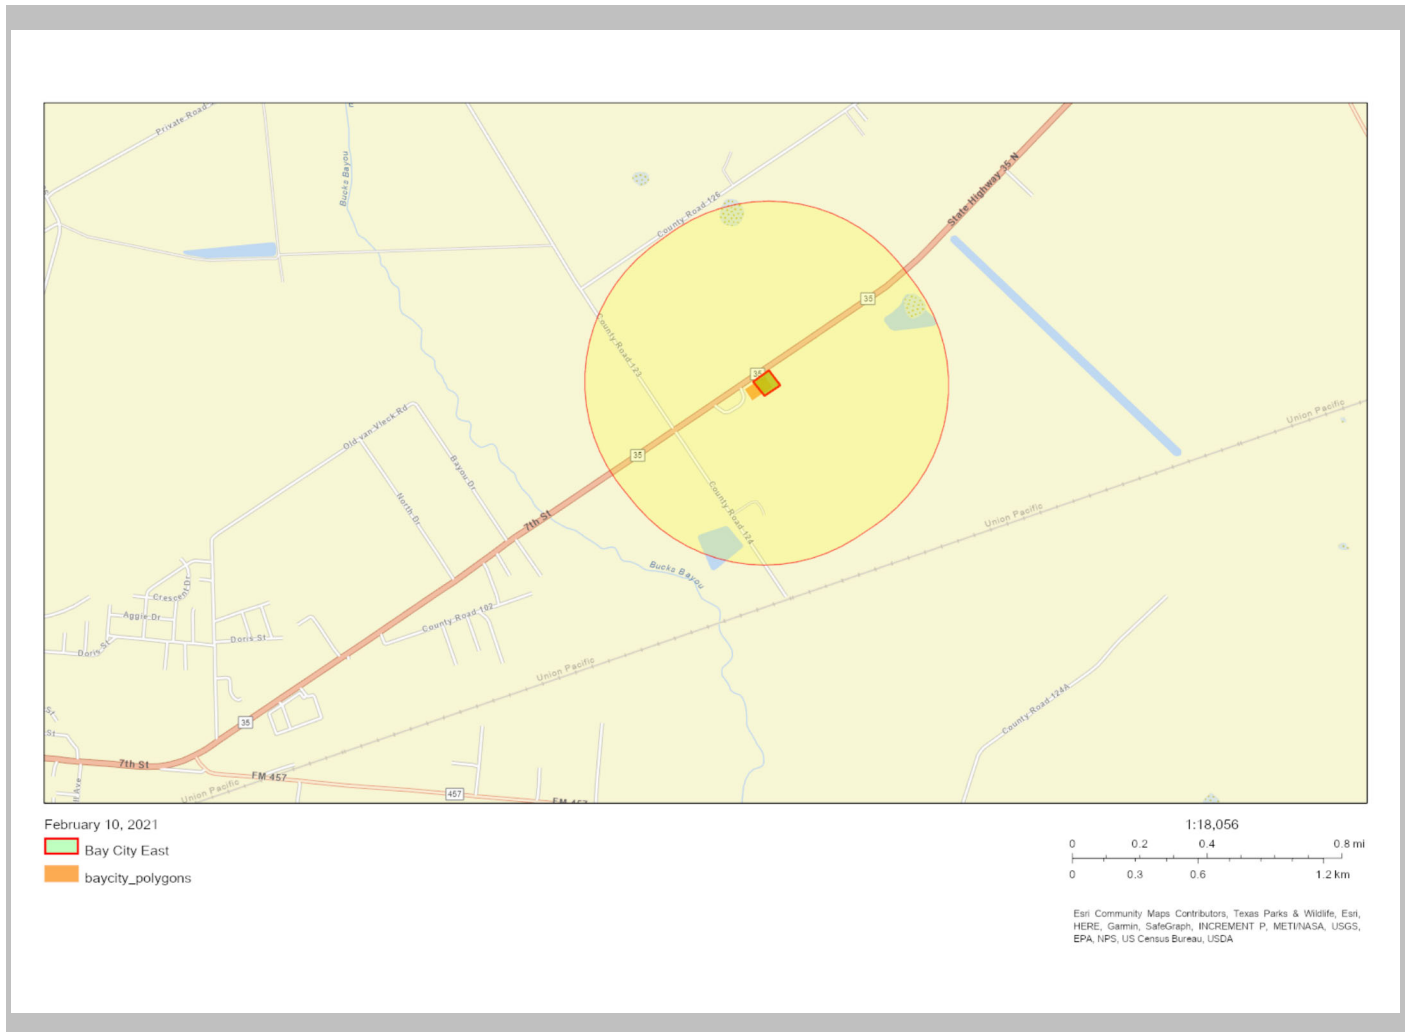 Private Road
Bucks Bayou
County Road 126
State Highway 35 N
35
County Road 123
35
Union Pacific
Old Van Vleck Rd
35
Bayou Dr
North Dr
County Road 124
7th St
Union Pacific
Bucks Bayou
Crescent Dr
Aggie Dr
County Road 102
Doris St
Doris St
Union Pacific
County Road 124A
St
35
St
7th St
FM 457
Union Pacific
457
FM 457
ll Ave
February 10, 2021
Bay City East
baycity_polygons
1:18,056
0 0.2 0.4 0.8 mi
0 0.3 0.6 1.2 km
Esri Community Maps Contributors, Texas Parks & Wildlife, Esri,
HERE, Garmin, SafeGraph, INCREMENT P, METI/NASA, USGS,
EPA, NPS, US Census Bureau, USDA